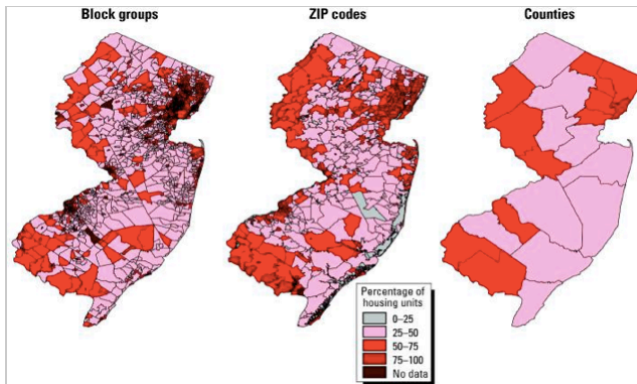 Block groups
ZIP codes
Counties
Percentage of
housing units
0–25
25–50
50–75
75–100
No data